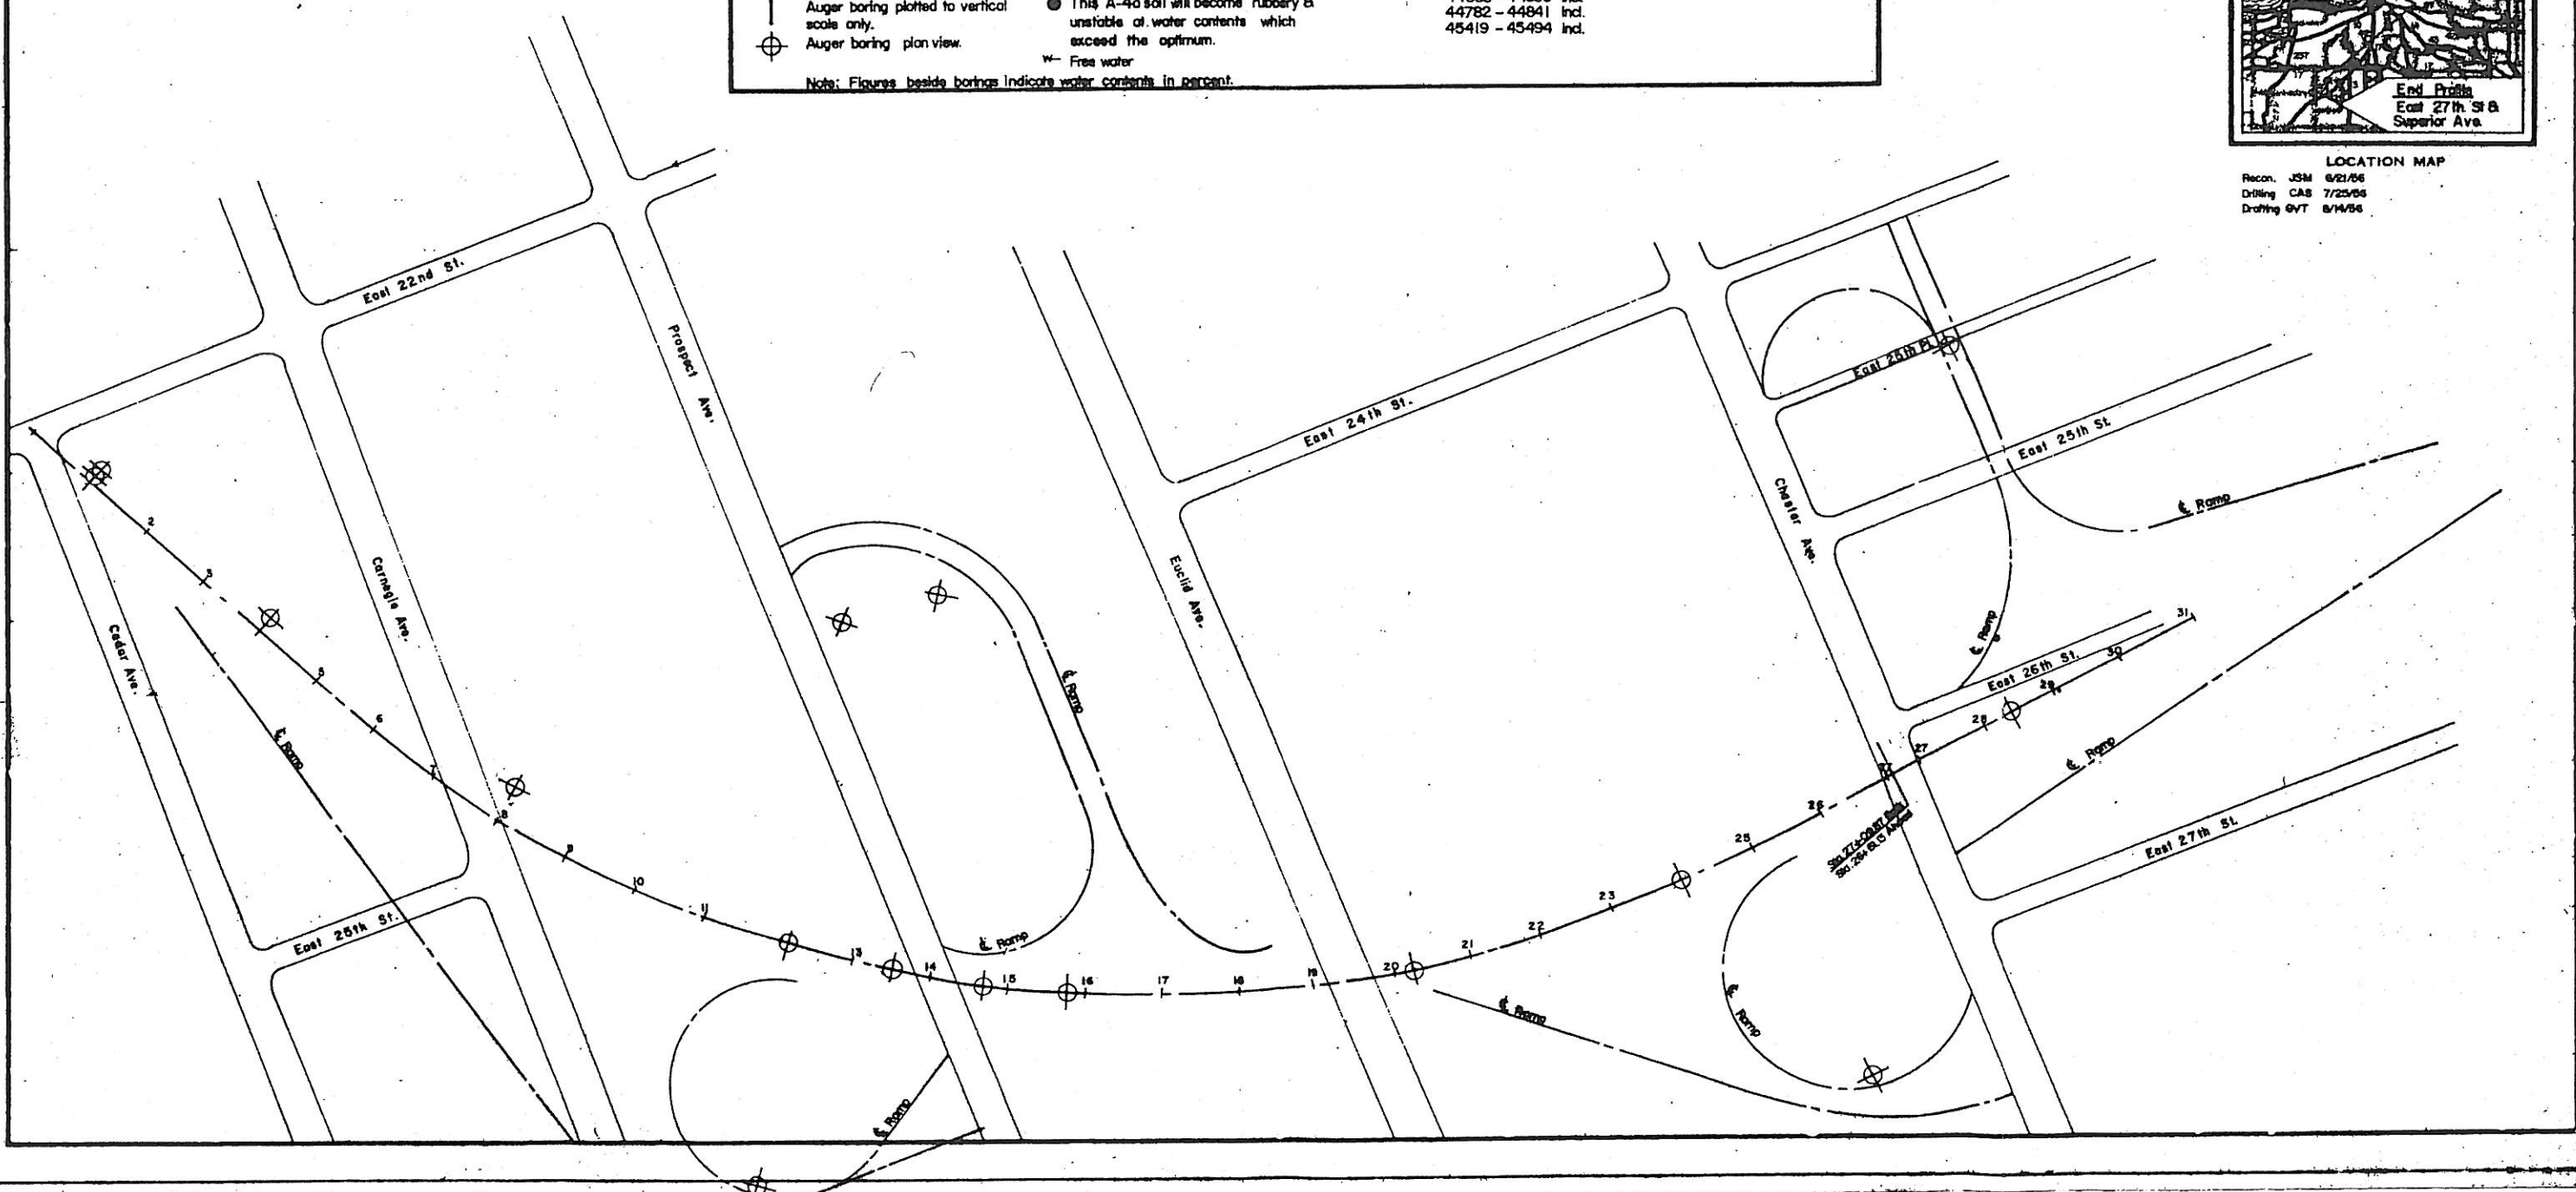 Auger boring plotted to vertical
scale only.
Auger boring plan view.
This A-4a soil will become rubbery &
unstable at water contents which
exceed the optimum.
W Free water
Note: Figures beside borings indicate water contents in percent.
44782 - 44841 Incl.
45419 - 45494 Incl.
End Profile
East 27th St &
Superior Ave.
LOCATION MAP
Recon. JSM 6/21/56
Drilling CAS 7/25/56
Drafting GVT 8/14/56
East 22nd St.
Prospect Ave.
East 24th St.
East 25th Pl.
East 25th St.
Chester Ave.
℄ Ramp
Euclid Ave.
Carnegie Ave.
Cedar Ave.
2
3
5
6
7
8
9
10
11
13
14
15
16
17
18
19
20
21
22
23
25
26
27
28
29
30
31
℄ Ramp
℄ Ramp
℄ Ramp
East 26th St.
℄ Ramp
East 27th St.
East 25th St.
℄ Ramp
℄ Ramp
℄ Ramp
℄ Ramp